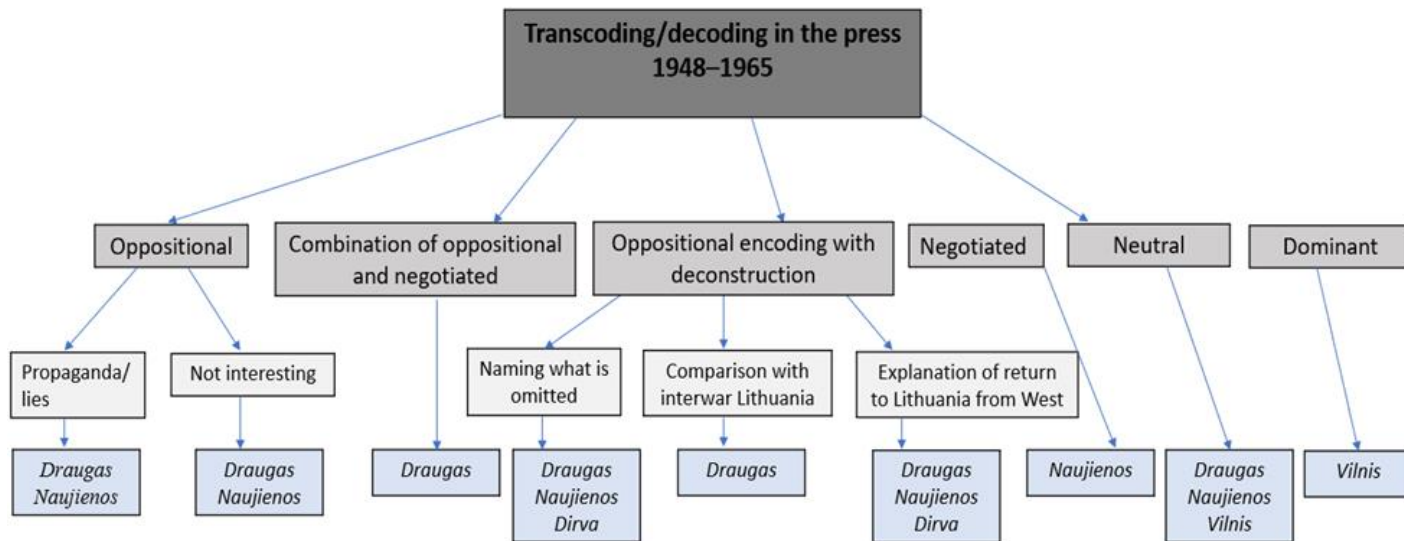 Transcoding/decoding in the press
1948–1965
Oppositional
Combination of oppositional
and negotiated
Oppositional encoding with
deconstruction
Negotiated
Neutral
Dominant
Propaganda/
lies
Not interesting
Naming what is
omitted
Comparison with
interwar Lithuania
Explanation of return
to Lithuania from West
Draugas
Naujienos
Draugas
Naujienos
Draugas
Draugas
Naujienos
Dirva
Draugas
Draugas
Naujienos
Dirva
Naujienos
Draugas
Naujienos
Vilnis
Vilnis